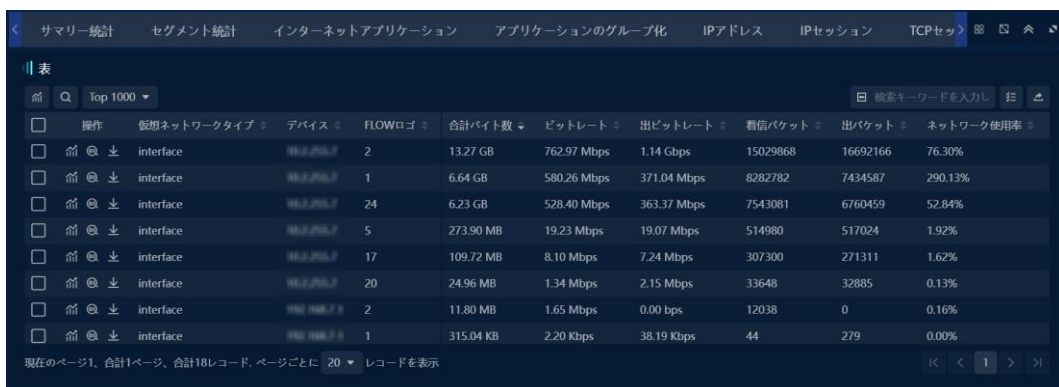 サマリー統計 セグメント統計 インターネットアプリケーション アプリケーションのグループ化 IPアドレス IPセッション TCPセッ
表
Top 1000 検索キーワードを入力し
操作 仮想ネットワークタイプ デバイス FLOWロゴ 合計バイト数 ビットレート 出ビットレート 着信パケット 出パケット ネットワーク使用率
interface 2 13.27 GB 762.97 Mbps 1.14 Gbps 15029868 16692166 76.30%
interface 1 6.64 GB 580.26 Mbps 371.04 Mbps 8282782 7434587 290.13%
interface 24 6.23 GB 528.40 Mbps 363.37 Mbps 7543081 6760459 52.84%
interface 5 273.90 MB 19.23 Mbps 19.07 Mbps 514980 517024 1.92%
interface 17 109.72 MB 8.10 Mbps 7.24 Mbps 307300 271311 1.62%
interface 20 24.96 MB 1.34 Mbps 2.15 Mbps 33648 32885 0.13%
interface 2 11.80 MB 1.65 Mbps 0.00 bps 12038 0 0.16%
interface 1 315.04 KB 2.20 Kbps 38.19 Kbps 44 279 0.00%
現在のページ1、合計1ページ、合計18レコード. ページごとに 20 レコードを表示 1